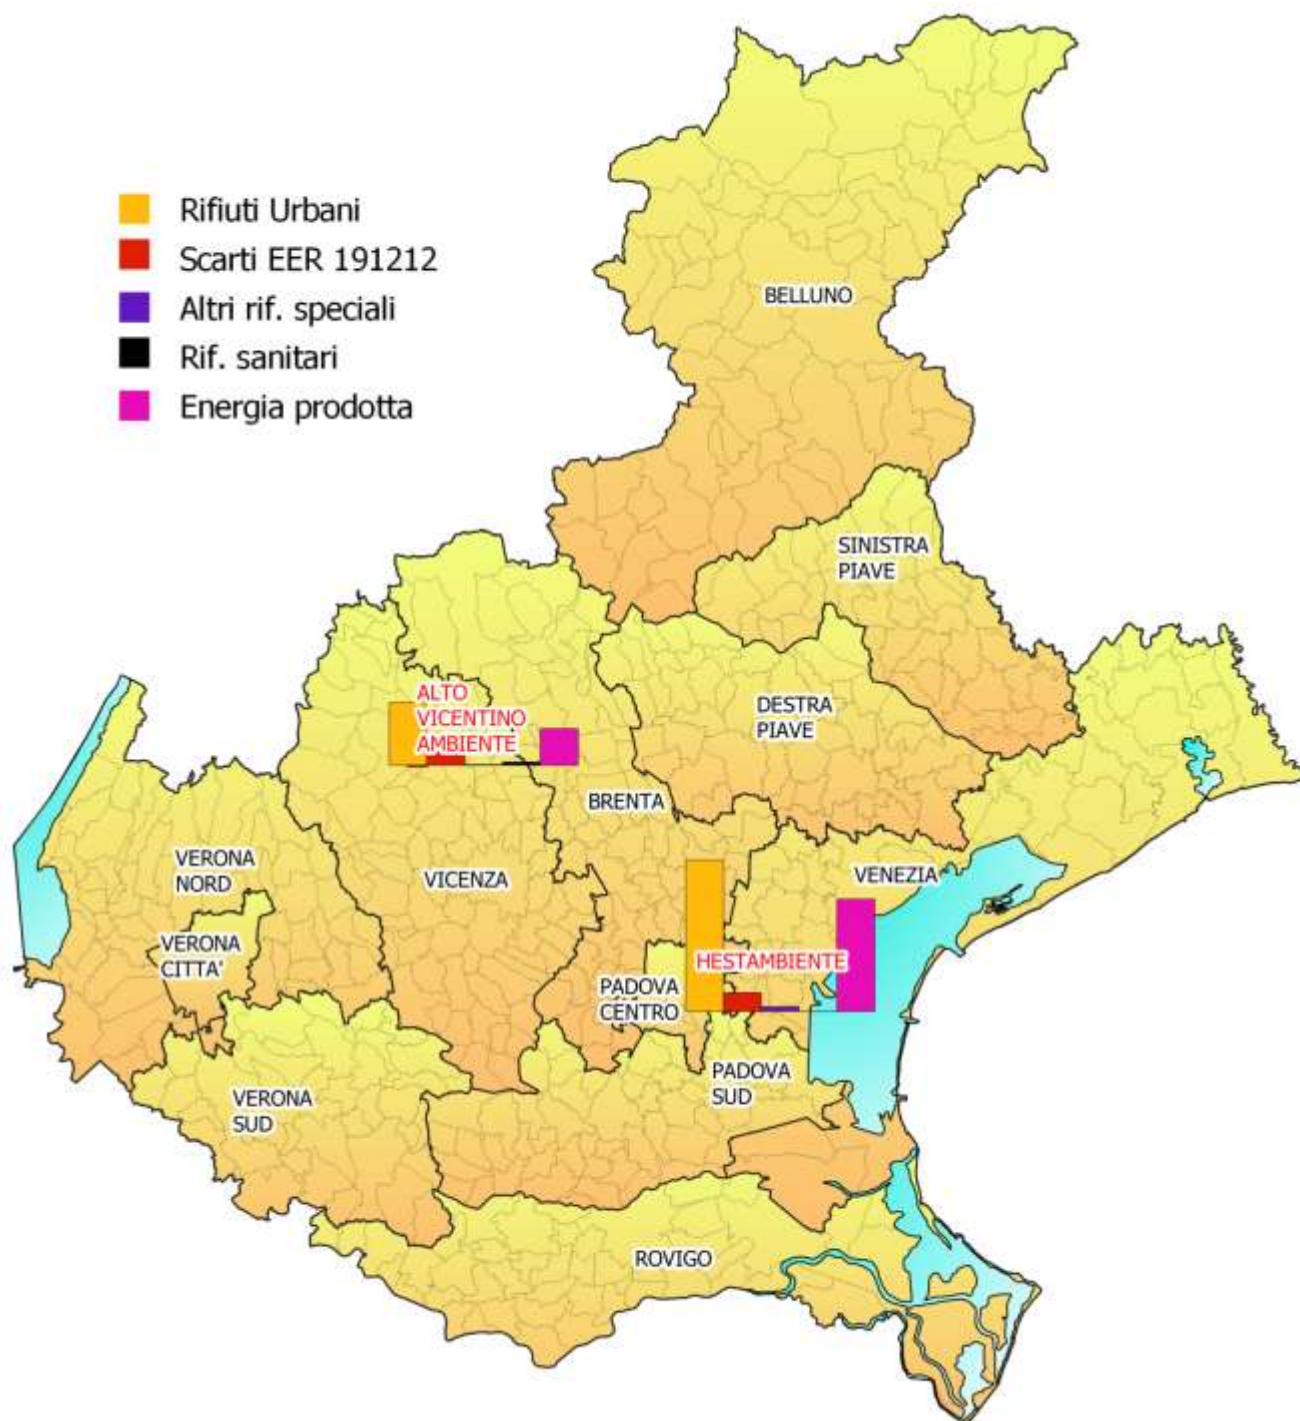 Rifiuti Urbani
Scarti EER 191212
Altri rif. speciali
Rif. sanitari
Energia prodotta
BELLUNO
SINISTRA
PIAVE
ALTO
VICENTINO
AMBIENTE
DESTRA
PIAVE
BRENTA
VERONA
NORD
VICENZA
VENEZIA
VERONA
CITTA'
HESTAMBIENTE
PADOVA
CENTRO
PADOVA
SUD
VERONA
SUD
ROVIGO